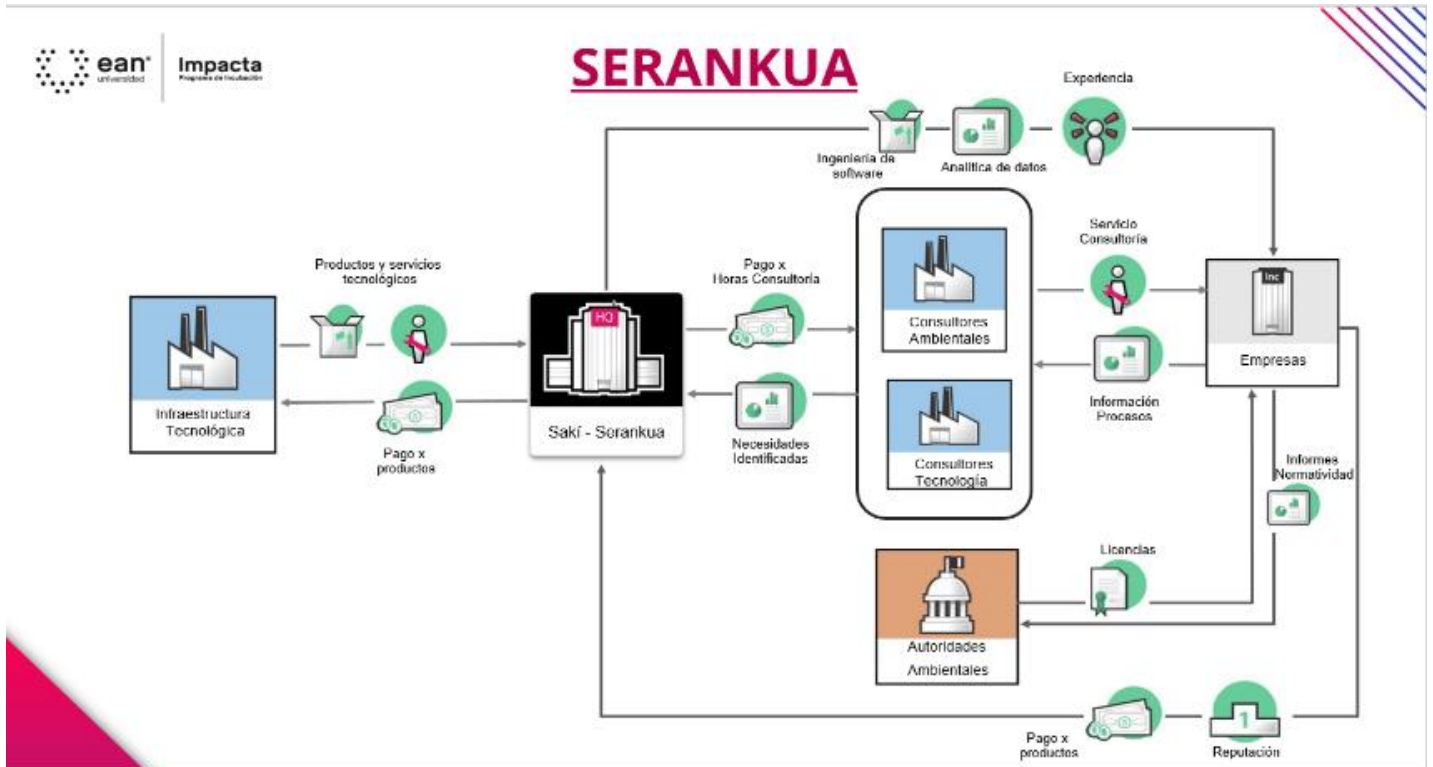 ean®
universidad
Impacta
Programa de Incubación
SERANKUA
Experiencia
Ingeniería de
software
Analítica de datos
Servicio
Consultoría
Productos y servicios
tecnológicos
Pago x
Horas Consultoría
Inc
HQ
Consultores
Ambientales
Empresas
Infraestructura
Tecnológica
Sakí - Serankua
Información
Procesos
Pago x
productos
Necesidades
Identificadas
Consultores
Tecnología
Informes
Normatividad
Licencias
Autoridades
Ambientales
Pago x
productos
1
Reputación